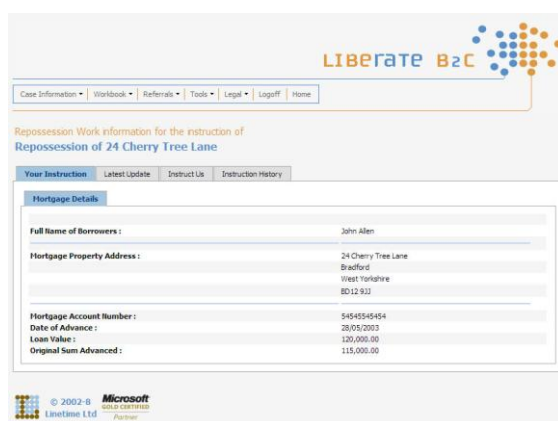 LIBERATE B2C
Case Information Workbook Referrals Tools Legal Logoff Home
Repossession Work information for the instruction of
Repossession of 24 Cherry Tree Lane
Your Instruction Latest Update Instruct Us Instruction History
Mortgage Details
Full Name of Borrowers : John Allen
Mortgage Property Address : 24 Cherry Tree Lane
Bradford
West Yorkshire
BD12 9JJ
Mortgage Account Number : 54545545454
Date of Advance : 28/05/2003
Loan Value : 120,000.00
Original Sum Advanced : 115,000.00
© 2002-8 Microsoft
GOLD CERTIFIED
Linetime Ltd Partner